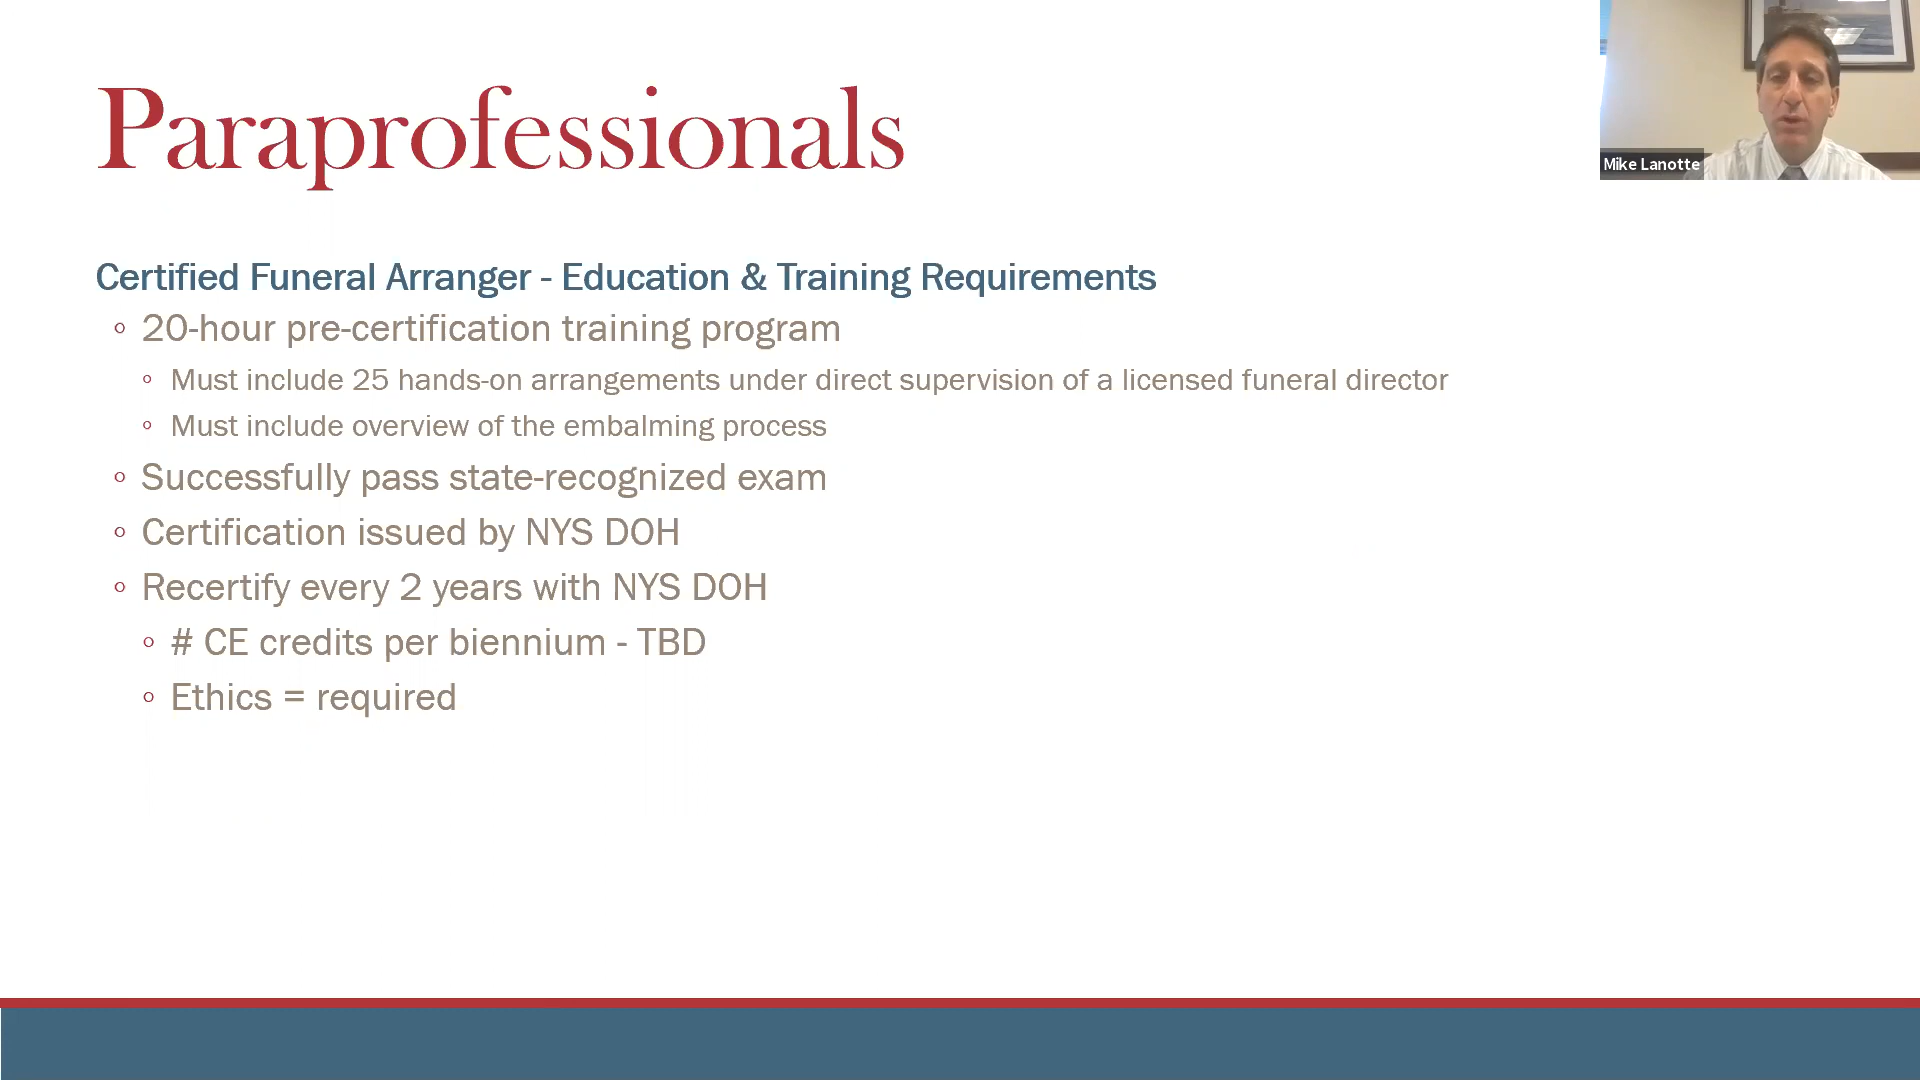 Paraprofessionals
Mike Lanotte
Certified Funeral Arranger - Education & Training Requirements
20-hour pre-certification training program
Must include 25 hands-on arrangements under direct supervision of a licensed funeral director
Must include overview of the embalming process
Successfully pass state-recognized exam
Certification issued by NYS DOH
Recertify every 2 years with NYS DOH
# CE credits per biennium - TBD
Ethics = required